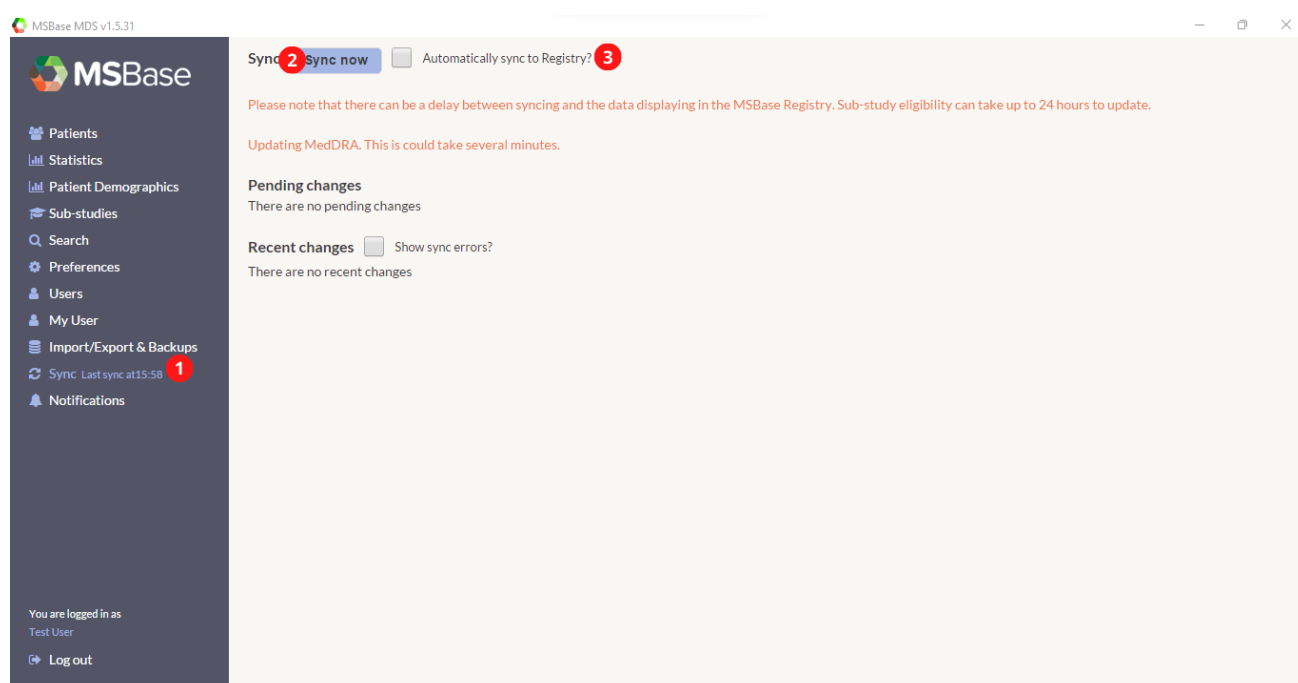 MSBase MDS v1.5.31
MSBase
Patients
Statistics
Patient Demographics
Sub-studies
Search
Preferences
Users
My User
Import/Export & Backups
Sync Last sync at15:58 1
Notifications
You are logged in as
Test User
Log out
Sync 2 Sync now Automatically sync to Registry? 3
Please note that there can be a delay between syncing and the data displaying in the MSBase Registry. Sub-study eligibility can take up to 24 hours to update.
Updating MedDRA. This is could take several minutes.
Pending changes
There are no pending changes
Recent changes Show sync errors?
There are no recent changes